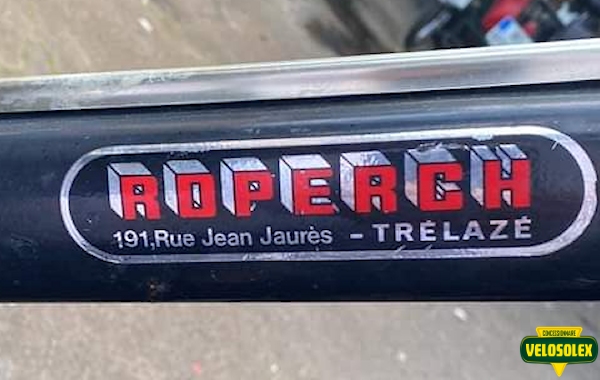 ROPERCH
191,Rue Jean Jaurès - TRÉLAZÉ
CONCESSIONNAIRE
VELOSOLEX